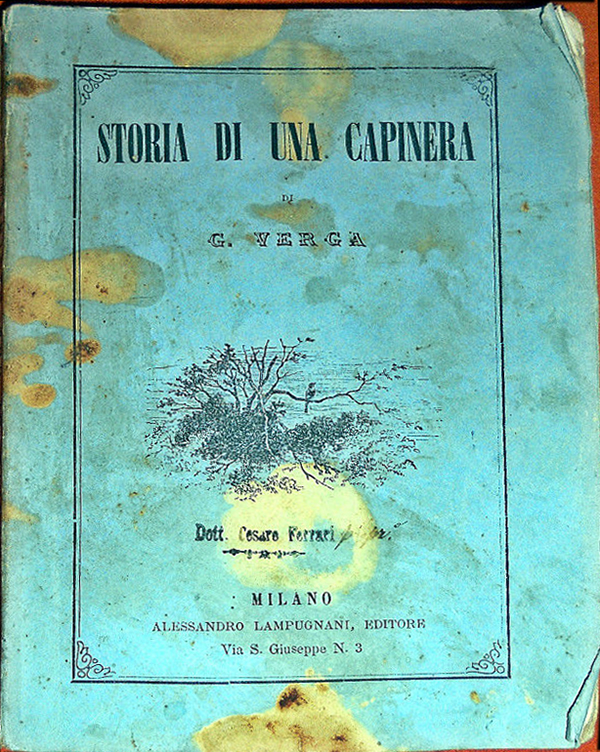 STORIA DI UNA CAPINERA
DI
G. VERGA
Dott. Cesare Ferrari
MILANO
ALESSANDRO LAMPUGNANI, EDITORE
Via S. Giuseppe N. 3